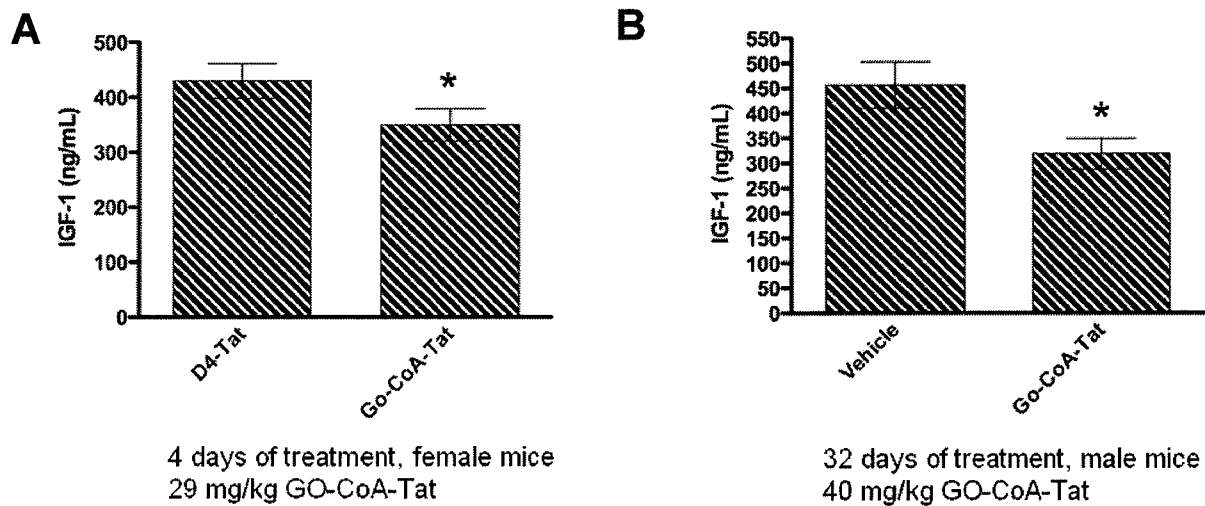 A
IGF-1 (ng/mL)
500
400
300
200
100
0
*
D4-Tat
Go-CoA-Tat
4 days of treatment, female mice
29 mg/kg GO-CoA-Tat
B
IGF-1 (ng/mL)
550
500
450
400
350
300
250
200
150
100
50
0
*
Vehicle
Go-CoA-Tat
32 days of treatment, male mice
40 mg/kg GO-CoA-Tat